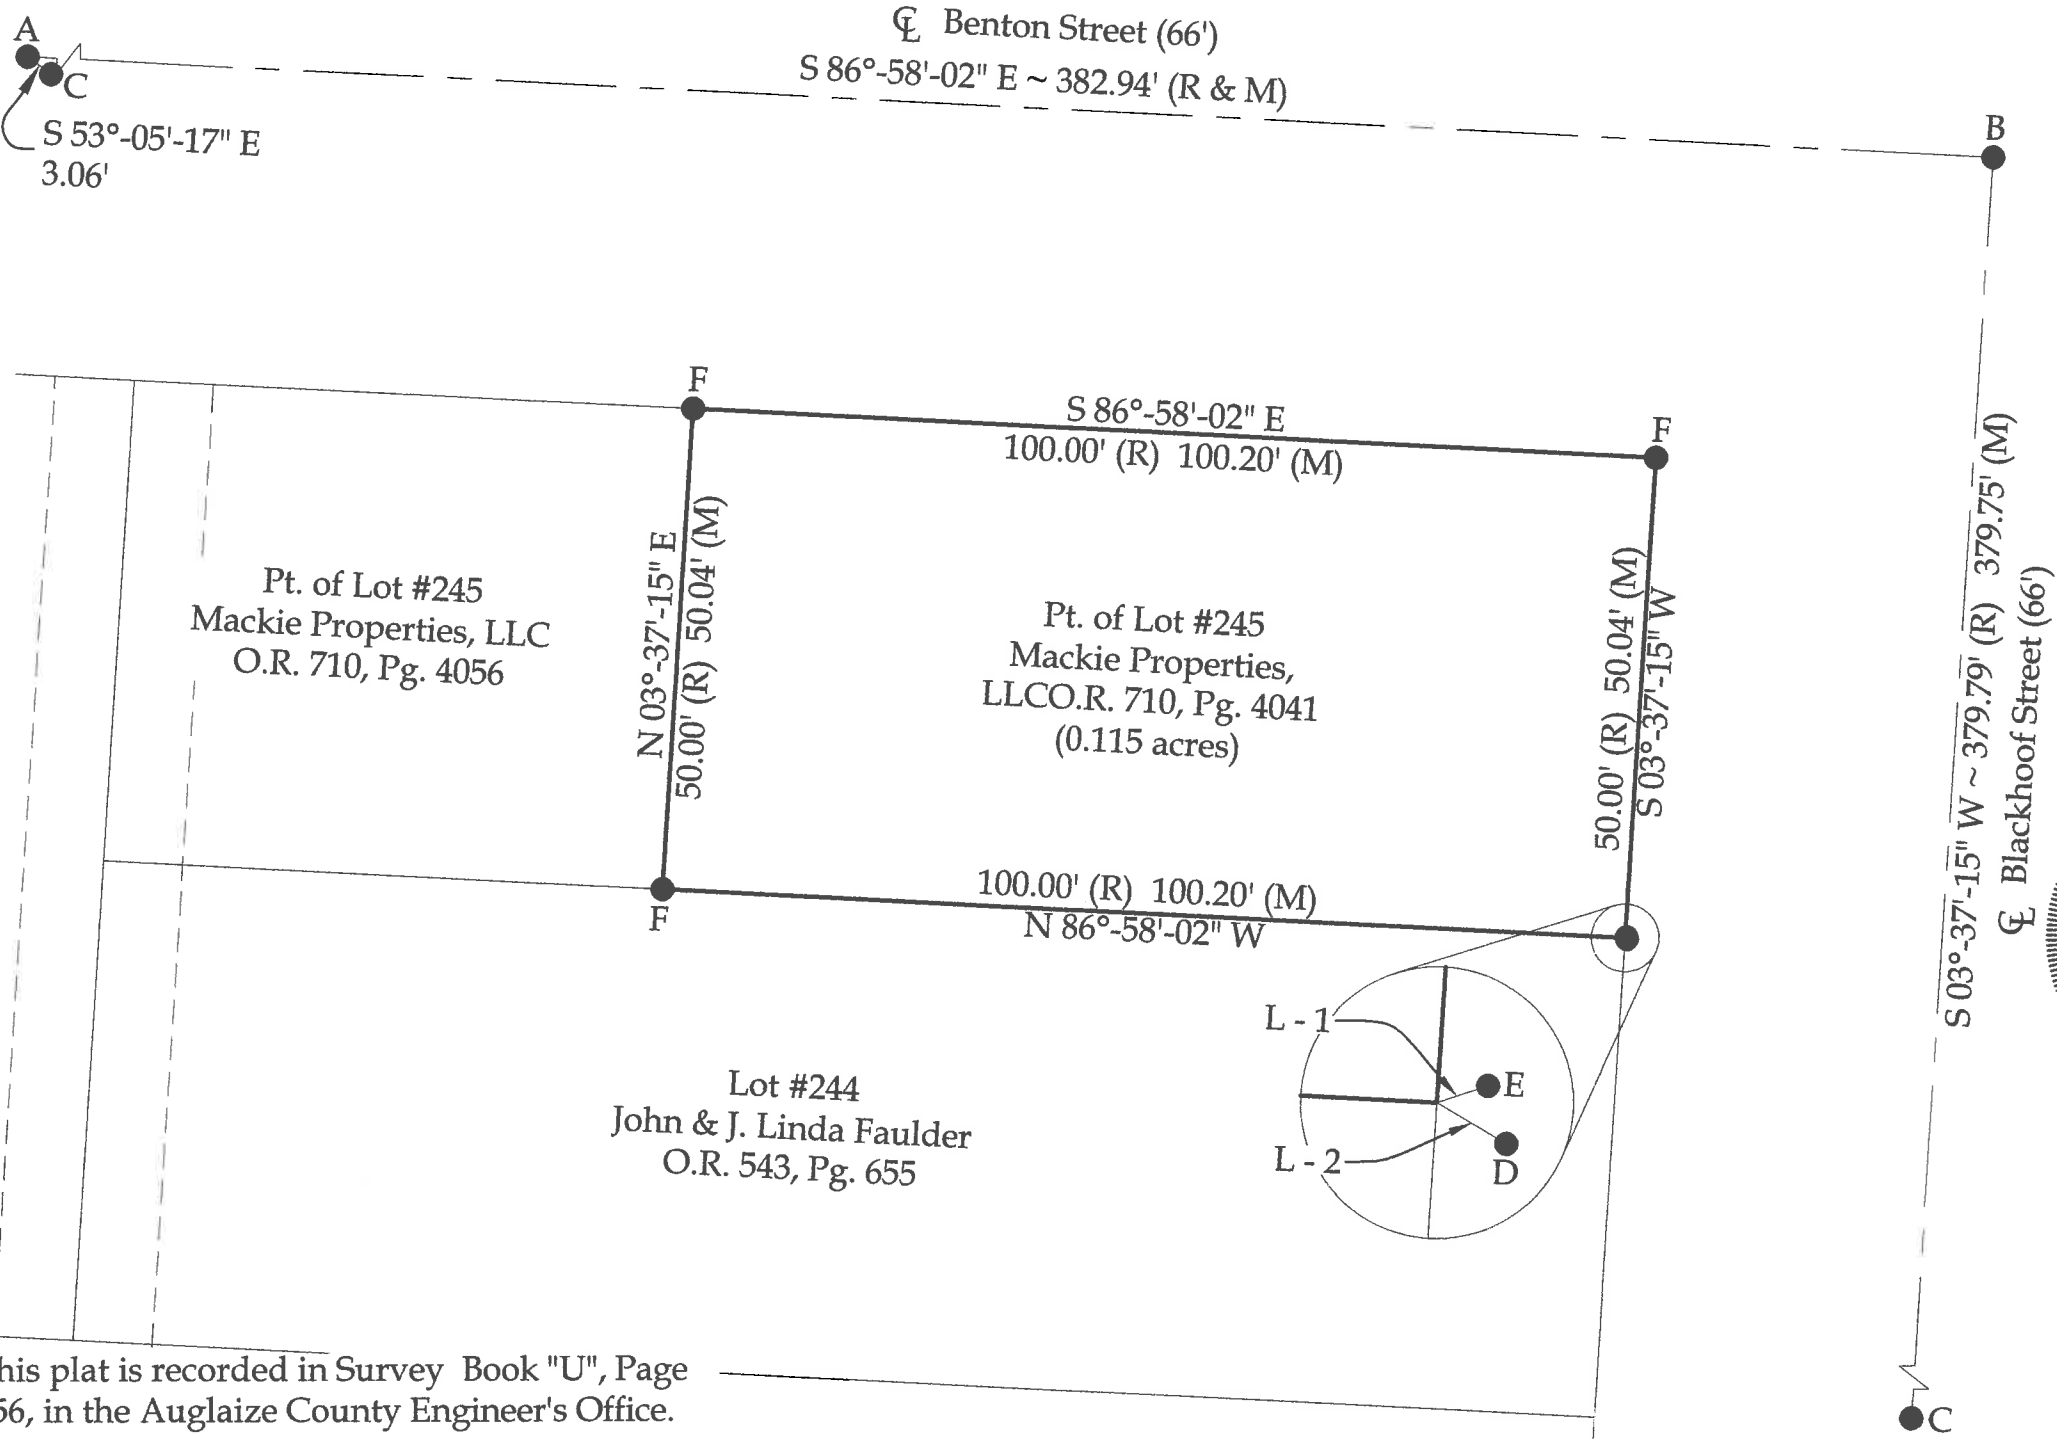 ℄ Benton Street (66')
S 86°-58'-02" E ~ 382.94' (R & M)
A
C
S 53°-05'-17" E
3.06'
B
F
S 86°-58'-02" E
100.00' (R) 100.20' (M)
F
N 03°-37'-15" E
50.00' (R) 50.04' (M)
Pt. of Lot #245
Mackie Properties, LLC
O.R. 710, Pg. 4056
Pt. of Lot #245
Mackie Properties,
LLCO.R. 710, Pg. 4041
(0.115 acres)
50.00' (R) 50.04' (M)
S 03°-37'-15" W
S 03°-37'-15" W ~ 379.79' (R) 379.75' (M)
℄ Blackhoof Street (66')
F
100.00' (R) 100.20' (M)
N 86°-58'-02" W
L - 1
E
L - 2
D
Lot #244
John & J. Linda Faulder
O.R. 543, Pg. 655
his plat is recorded in Survey Book "U", Page
56, in the Auglaize County Engineer's Office.
C